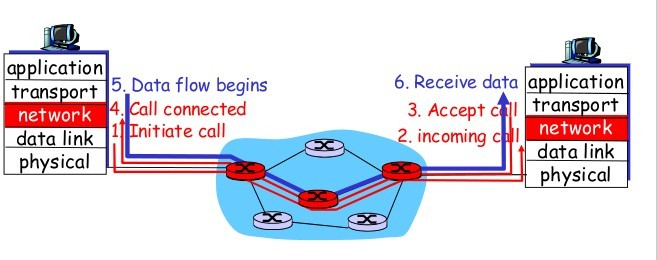 application
transport
network
data link
physical
5. Data flow begins
4. Call connected
1. Initiate call
6. Receive data
3. Accept call
2. incoming call
application
transport
network
data link
physical